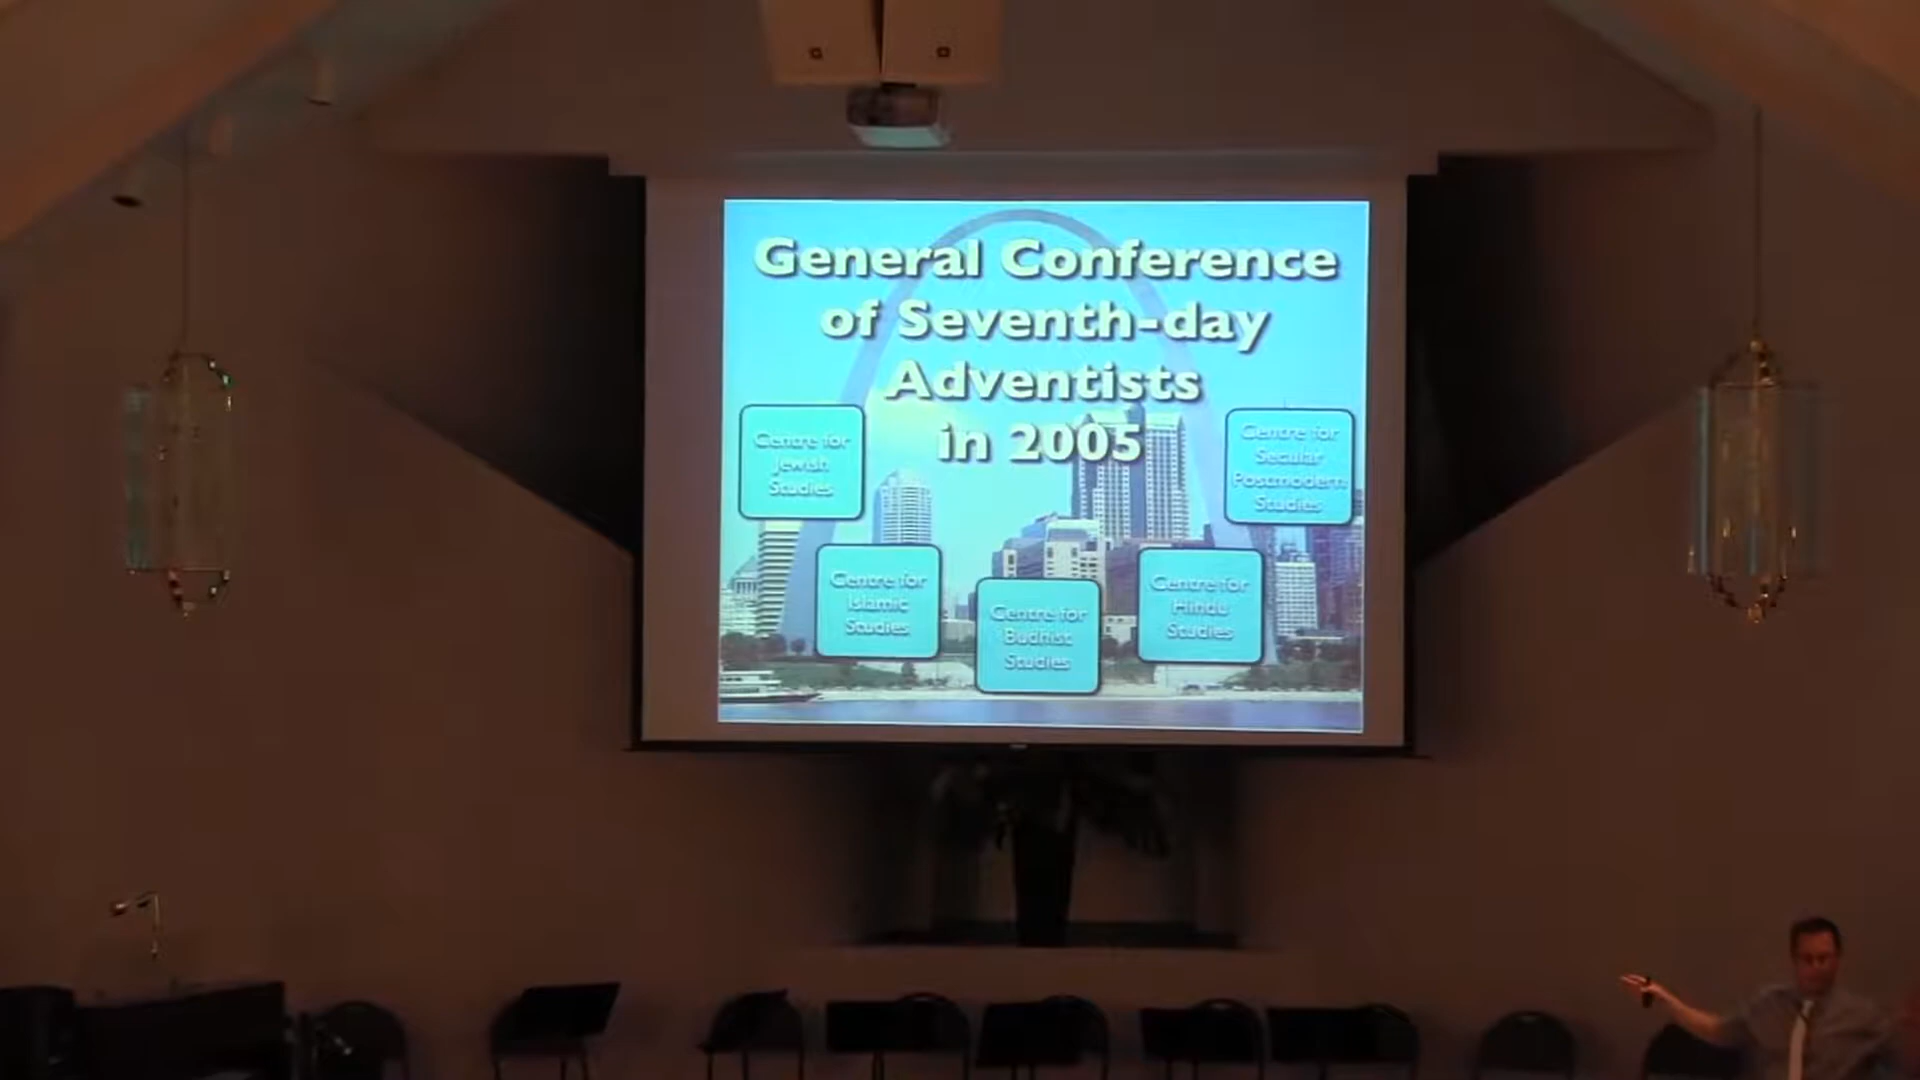 General Conference
of Seventh-day
Adventists
in 2005
Centre for
Jewish
Studies
Centre for
Islamic
Studies
Centre for
Budhist
Studies
Centre for
Hindu
Studies
Centre for
Secular
Postmodern
Studies